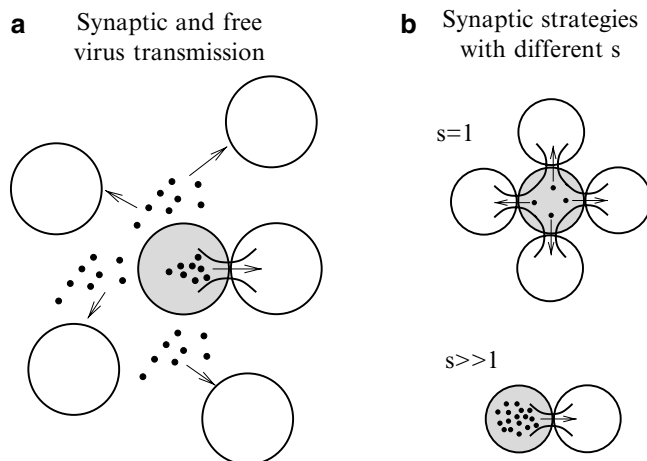 a
Synaptic and free
virus transmission
b
Synaptic strategies
with different s
s=1
s>>1